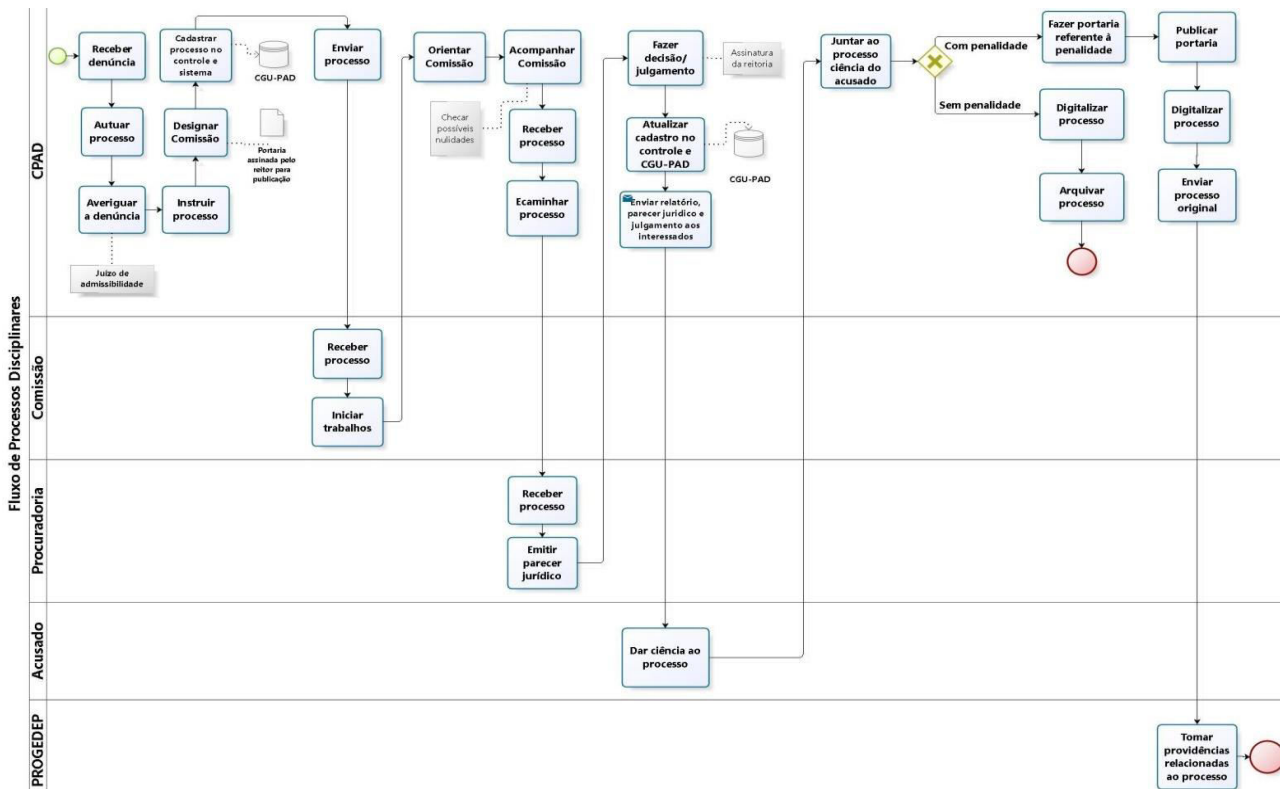 Fluxo de Processos Disciplinares
CPAD
Receber
denúncia
Autuar
processo
Averiguar
a denúncia
Juízo de
admissibilidade
Instruir
processo
Designar
Comissão
Portaria
assinada pelo
reitor para
publicação
Cadastrar
processo no
controle e
sistema
CGU-PAD
Enviar
processo
Orientar
Comissão
Acompanhar
Comissão
Checar
possíveis
nulidades
Receber
processo
Ecaminhar
processo
Fazer
decisão/
julgamento
Assinatura
da reitoria
Atualizar
cadastro no
controle e
CGU-PAD
CGU-PAD
Enviar relatório,
parecer juridico e
julgamento aos
interessados
Juntar ao
processo
ciência do
acusado
Com penalidade
Sem penalidade
Fazer portaria
referente à
penalidade
Publicar
portaria
Digitalizar
processo
Arquivar
processo
Digitalizar
processo
Enviar
processo
original
Comissão
Receber
processo
Iniciar
trabalhos
Procuradoria
Receber
processo
Emitir
parecer
jurídico
Acusado
Dar ciência ao
processo
PROGEDEP
Tomar
providências
relacionadas
ao processo